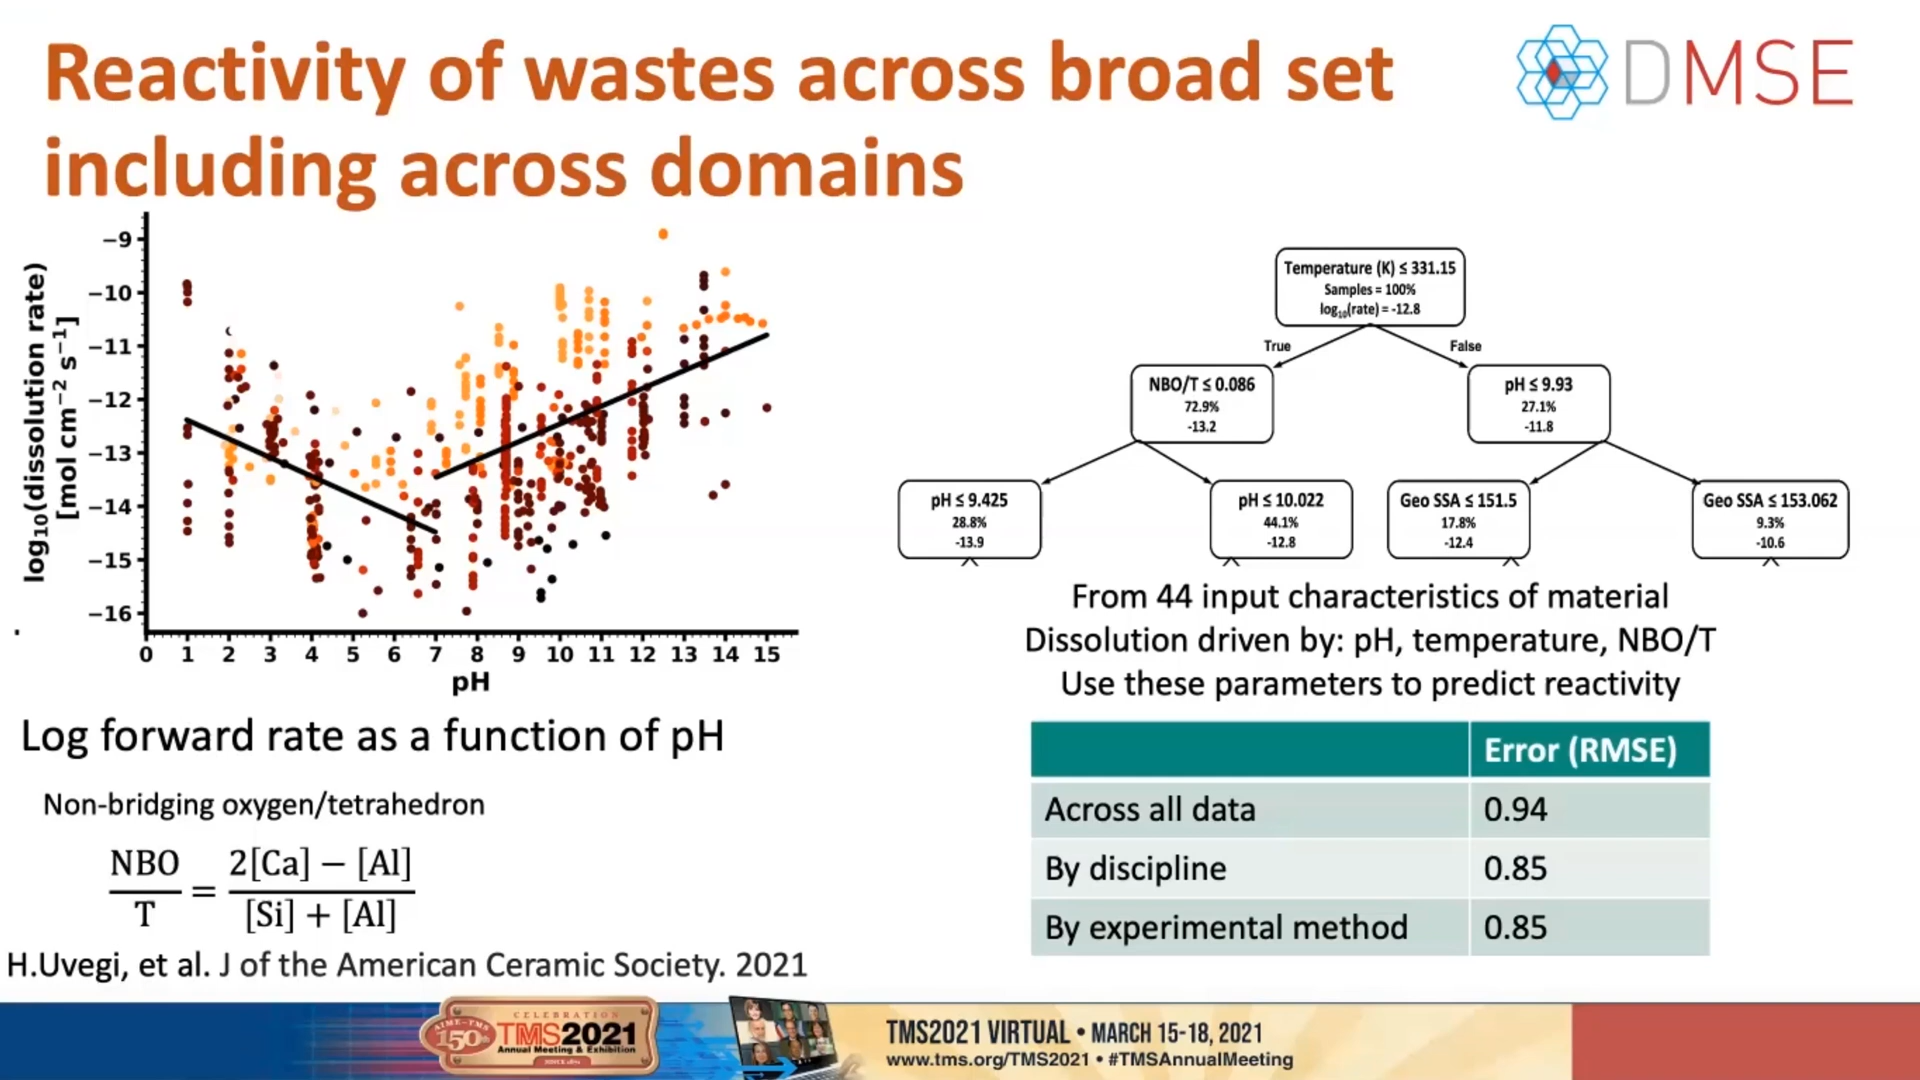 Reactivity of wastes across broad set
including across domains
DMSE
log10(dissolution rate)
[mol cm−2 s−1]
−9
−10
−11
−12
−13
−14
−15
−16
0 1 2 3 4 5 6 7 8 9 10 11 12 13 14 15
pH
Log forward rate as a function of pH
Non-bridging oxygen/tetrahedron
NBO/T = 2[Ca] − [Al] / [Si] + [Al]
H.Uvegi, et al. J of the American Ceramic Society. 2021
Temperature (K) ≤ 331.15
Samples = 100%
log10(rate) = -12.8
True
False
NBO/T ≤ 0.086
72.9%
-13.2
pH ≤ 9.93
27.1%
-11.8
pH ≤ 9.425
28.8%
-13.9
pH ≤ 10.022
44.1%
-12.8
Geo SSA ≤ 151.5
17.8%
-12.4
Geo SSA ≤ 153.062
9.3%
-10.6
From 44 input characteristics of material
Dissolution driven by: pH, temperature, NBO/T
Use these parameters to predict reactivity
Error (RMSE)
Across all data 0.94
By discipline 0.85
By experimental method 0.85
CELEBRATION
AIME-TMS
150
TMS2021
Annual Meeting & Exhibition
SINCE 1871
TMS2021 VIRTUAL • MARCH 15-18, 2021
www.tms.org/TMS2021 • #TMSAnnualMeeting